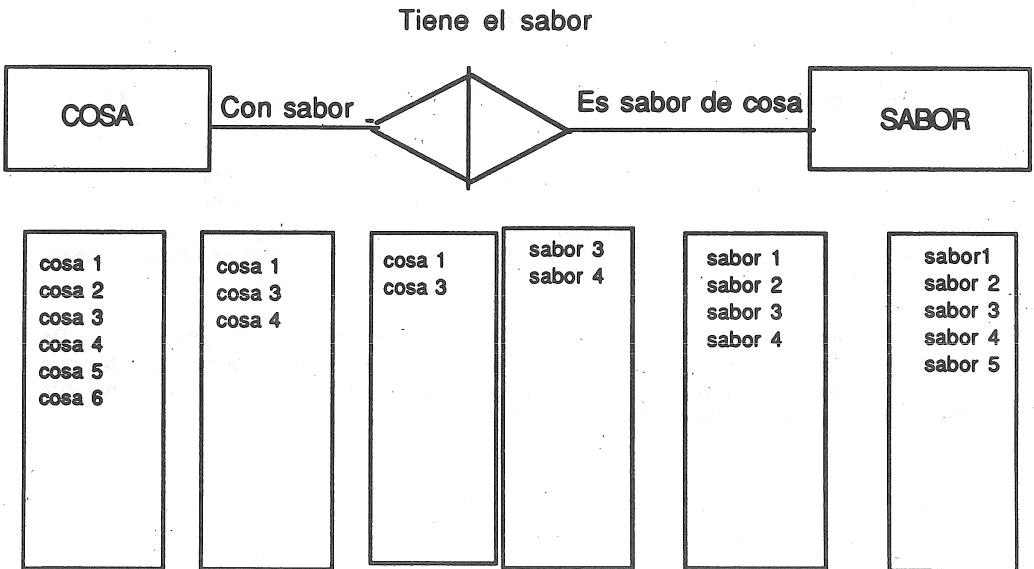 Tiene el sabor
COSA
Con sabor
Es sabor de cosa
SABOR
cosa 1
cosa 2
cosa 3
cosa 4
cosa 5
cosa 6
cosa 1
cosa 3
cosa 4
cosa 1
cosa 3
sabor 3
sabor 4
sabor 1
sabor 2
sabor 3
sabor 4
sabor1
sabor 2
sabor 3
sabor 4
sabor 5